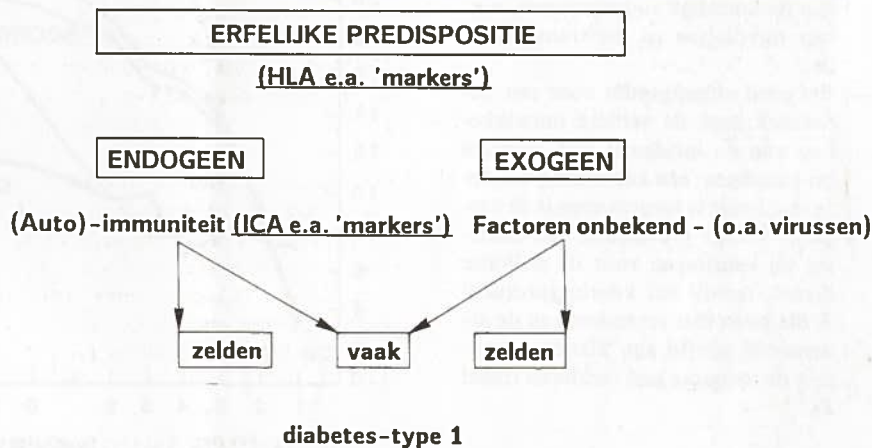 ERFELIJKE PREDISPOSITIE
(HLA e.a. 'markers')
ENDOGEEN EXOGEEN
(Auto)-immuniteit (ICA e.a. 'markers') Factoren onbekend - (o.a. virussen)
zelden vaak zelden
diabetes-type 1